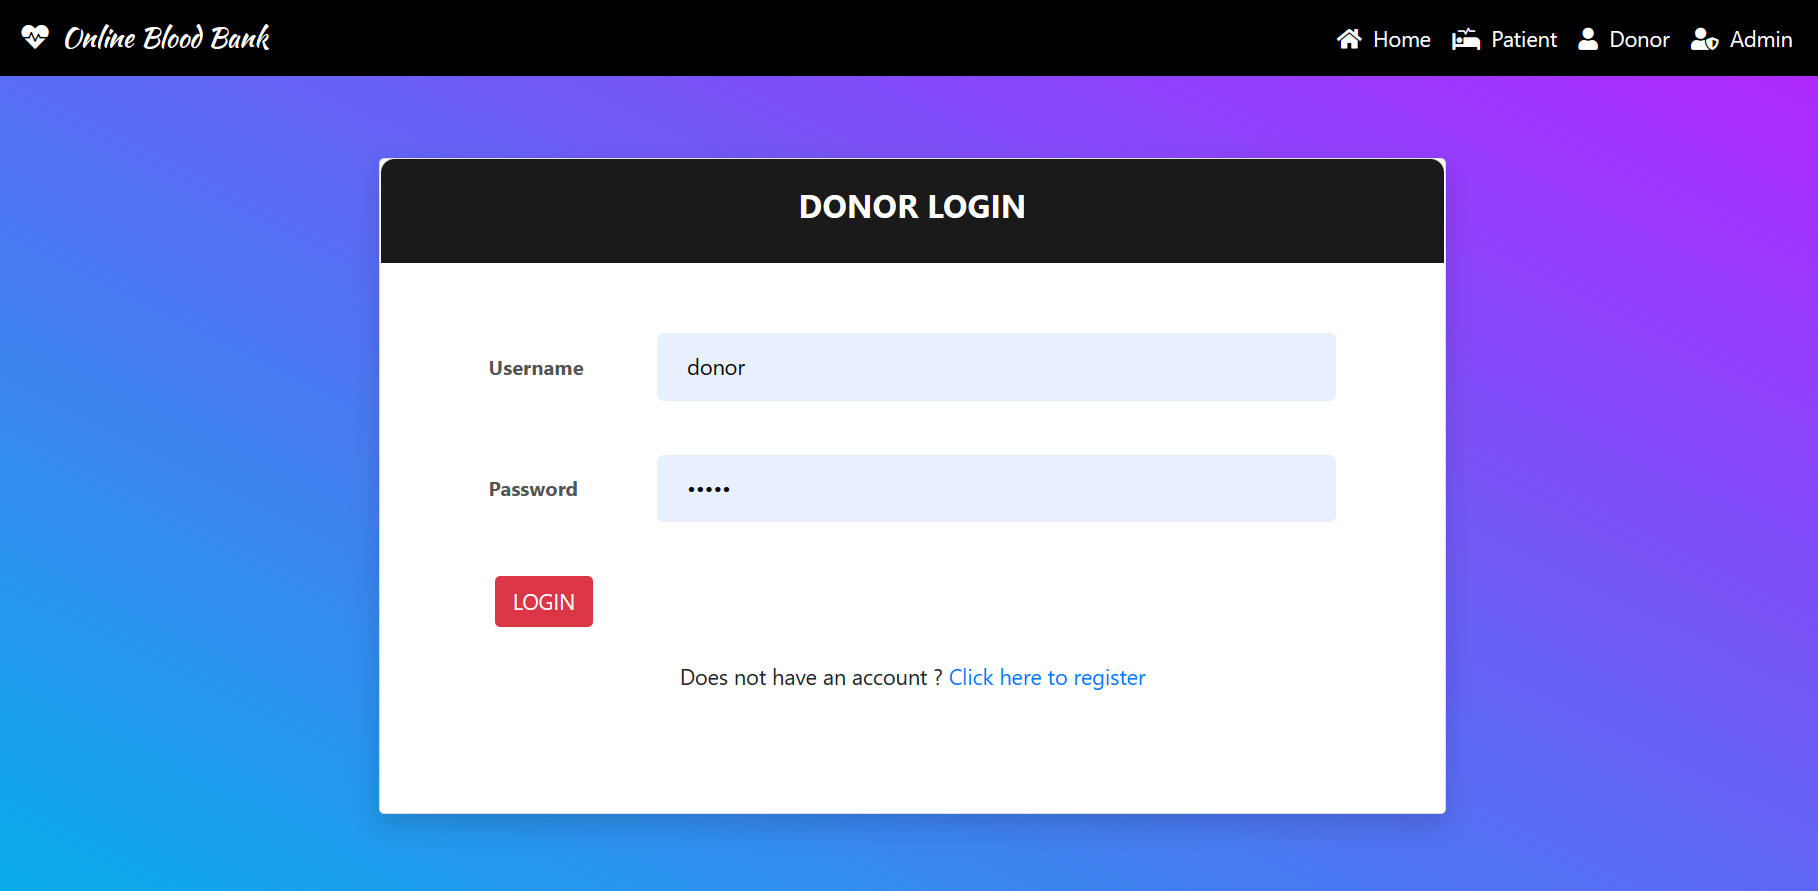 Online Blood Bank
Home Patient Donor Admin
DONOR LOGIN
Username donor
Password •••••
LOGIN
Does not have an account ? Click here to register